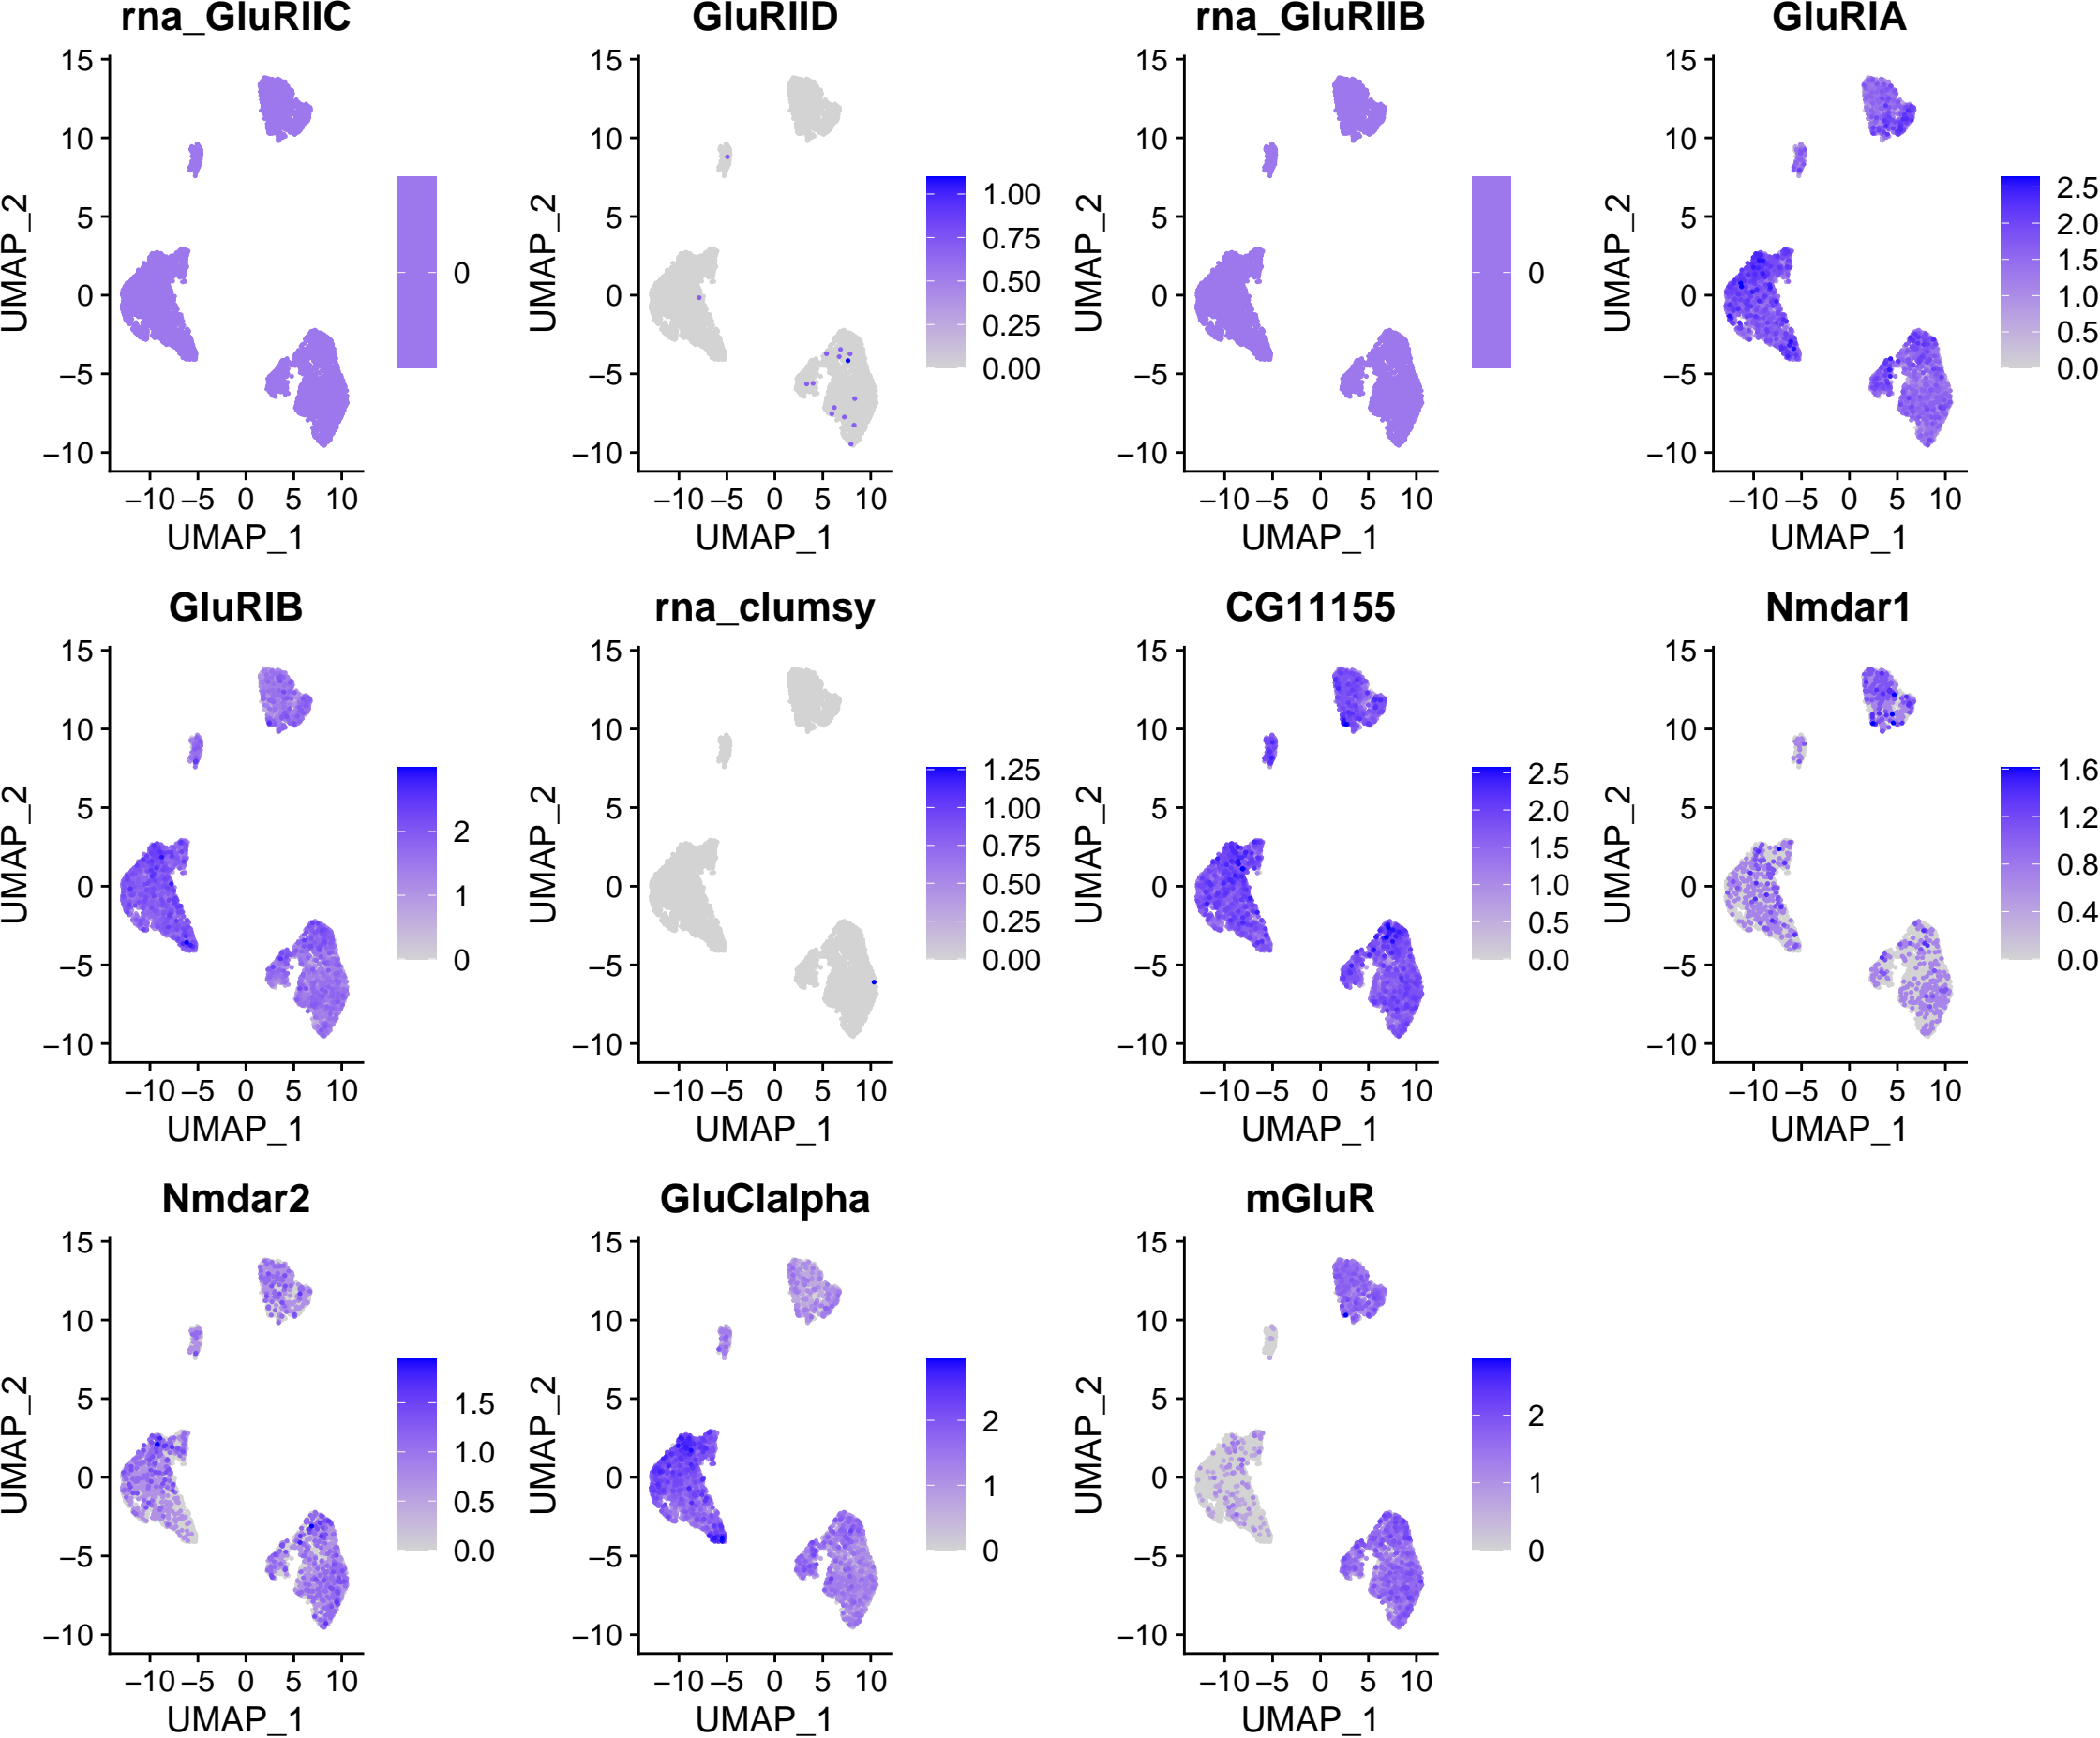 rna_GluRIIC
15
10
5
0
−5
−10
UMAP_2
−10 −5 0 5 10
UMAP_1
0
GluRIID
15
10
5
0
−5
−10
UMAP_2
−10 −5 0 5 10
UMAP_1
1.00
0.75
0.50
0.25
0.00
rna_GluRIIB
15
10
5
0
−5
−10
UMAP_2
−10 −5 0 5 10
UMAP_1
0
GluRIA
15
10
5
0
−5
−10
UMAP_2
−10 −5 0 5 10
UMAP_1
2.5
2.0
1.5
1.0
0.5
0.0
GluRIB
15
10
5
0
−5
−10
UMAP_2
−10 −5 0 5 10
UMAP_1
2
1
0
rna_clumsy
15
10
5
0
−5
−10
UMAP_2
−10 −5 0 5 10
UMAP_1
1.25
1.00
0.75
0.50
0.25
0.00
CG11155
15
10
5
0
−5
−10
UMAP_2
−10 −5 0 5 10
UMAP_1
2.5
2.0
1.5
1.0
0.5
0.0
Nmdar1
15
10
5
0
−5
−10
UMAP_2
−10 −5 0 5 10
UMAP_1
1.6
1.2
0.8
0.4
0.0
Nmdar2
15
10
5
0
−5
−10
UMAP_2
−10 −5 0 5 10
UMAP_1
1.5
1.0
0.5
0.0
GluClalpha
15
10
5
0
−5
−10
UMAP_2
−10 −5 0 5 10
UMAP_1
2
1
0
mGluR
15
10
5
0
−5
−10
UMAP_2
−10 −5 0 5 10
UMAP_1
2
1
0